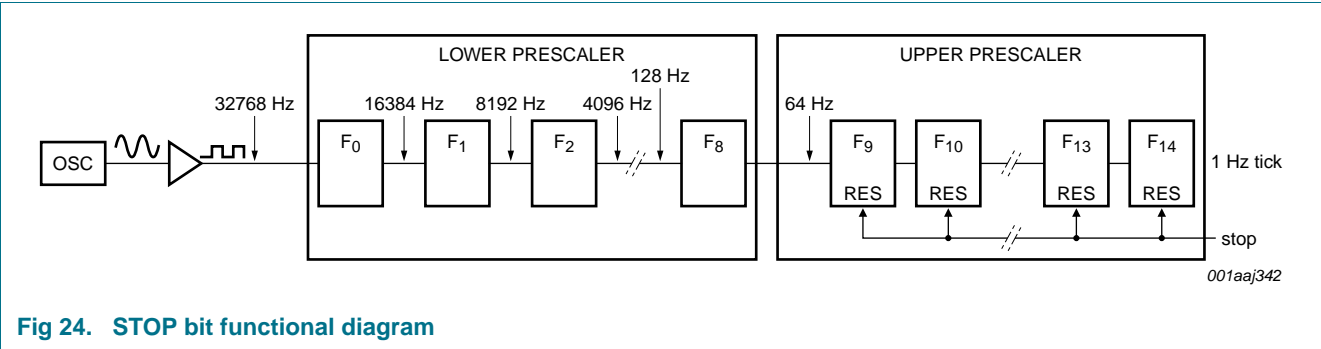 LOWER PRESCALER
UPPER PRESCALER
128 Hz
32768 Hz
16384 Hz
8192 Hz
4096 Hz
64 Hz
OSC
F0
F1
F2
F8
F9
F10
F13
F14
1 Hz tick
RES
RES
RES
RES
stop
001aaj342
Fig 24. STOP bit functional diagram